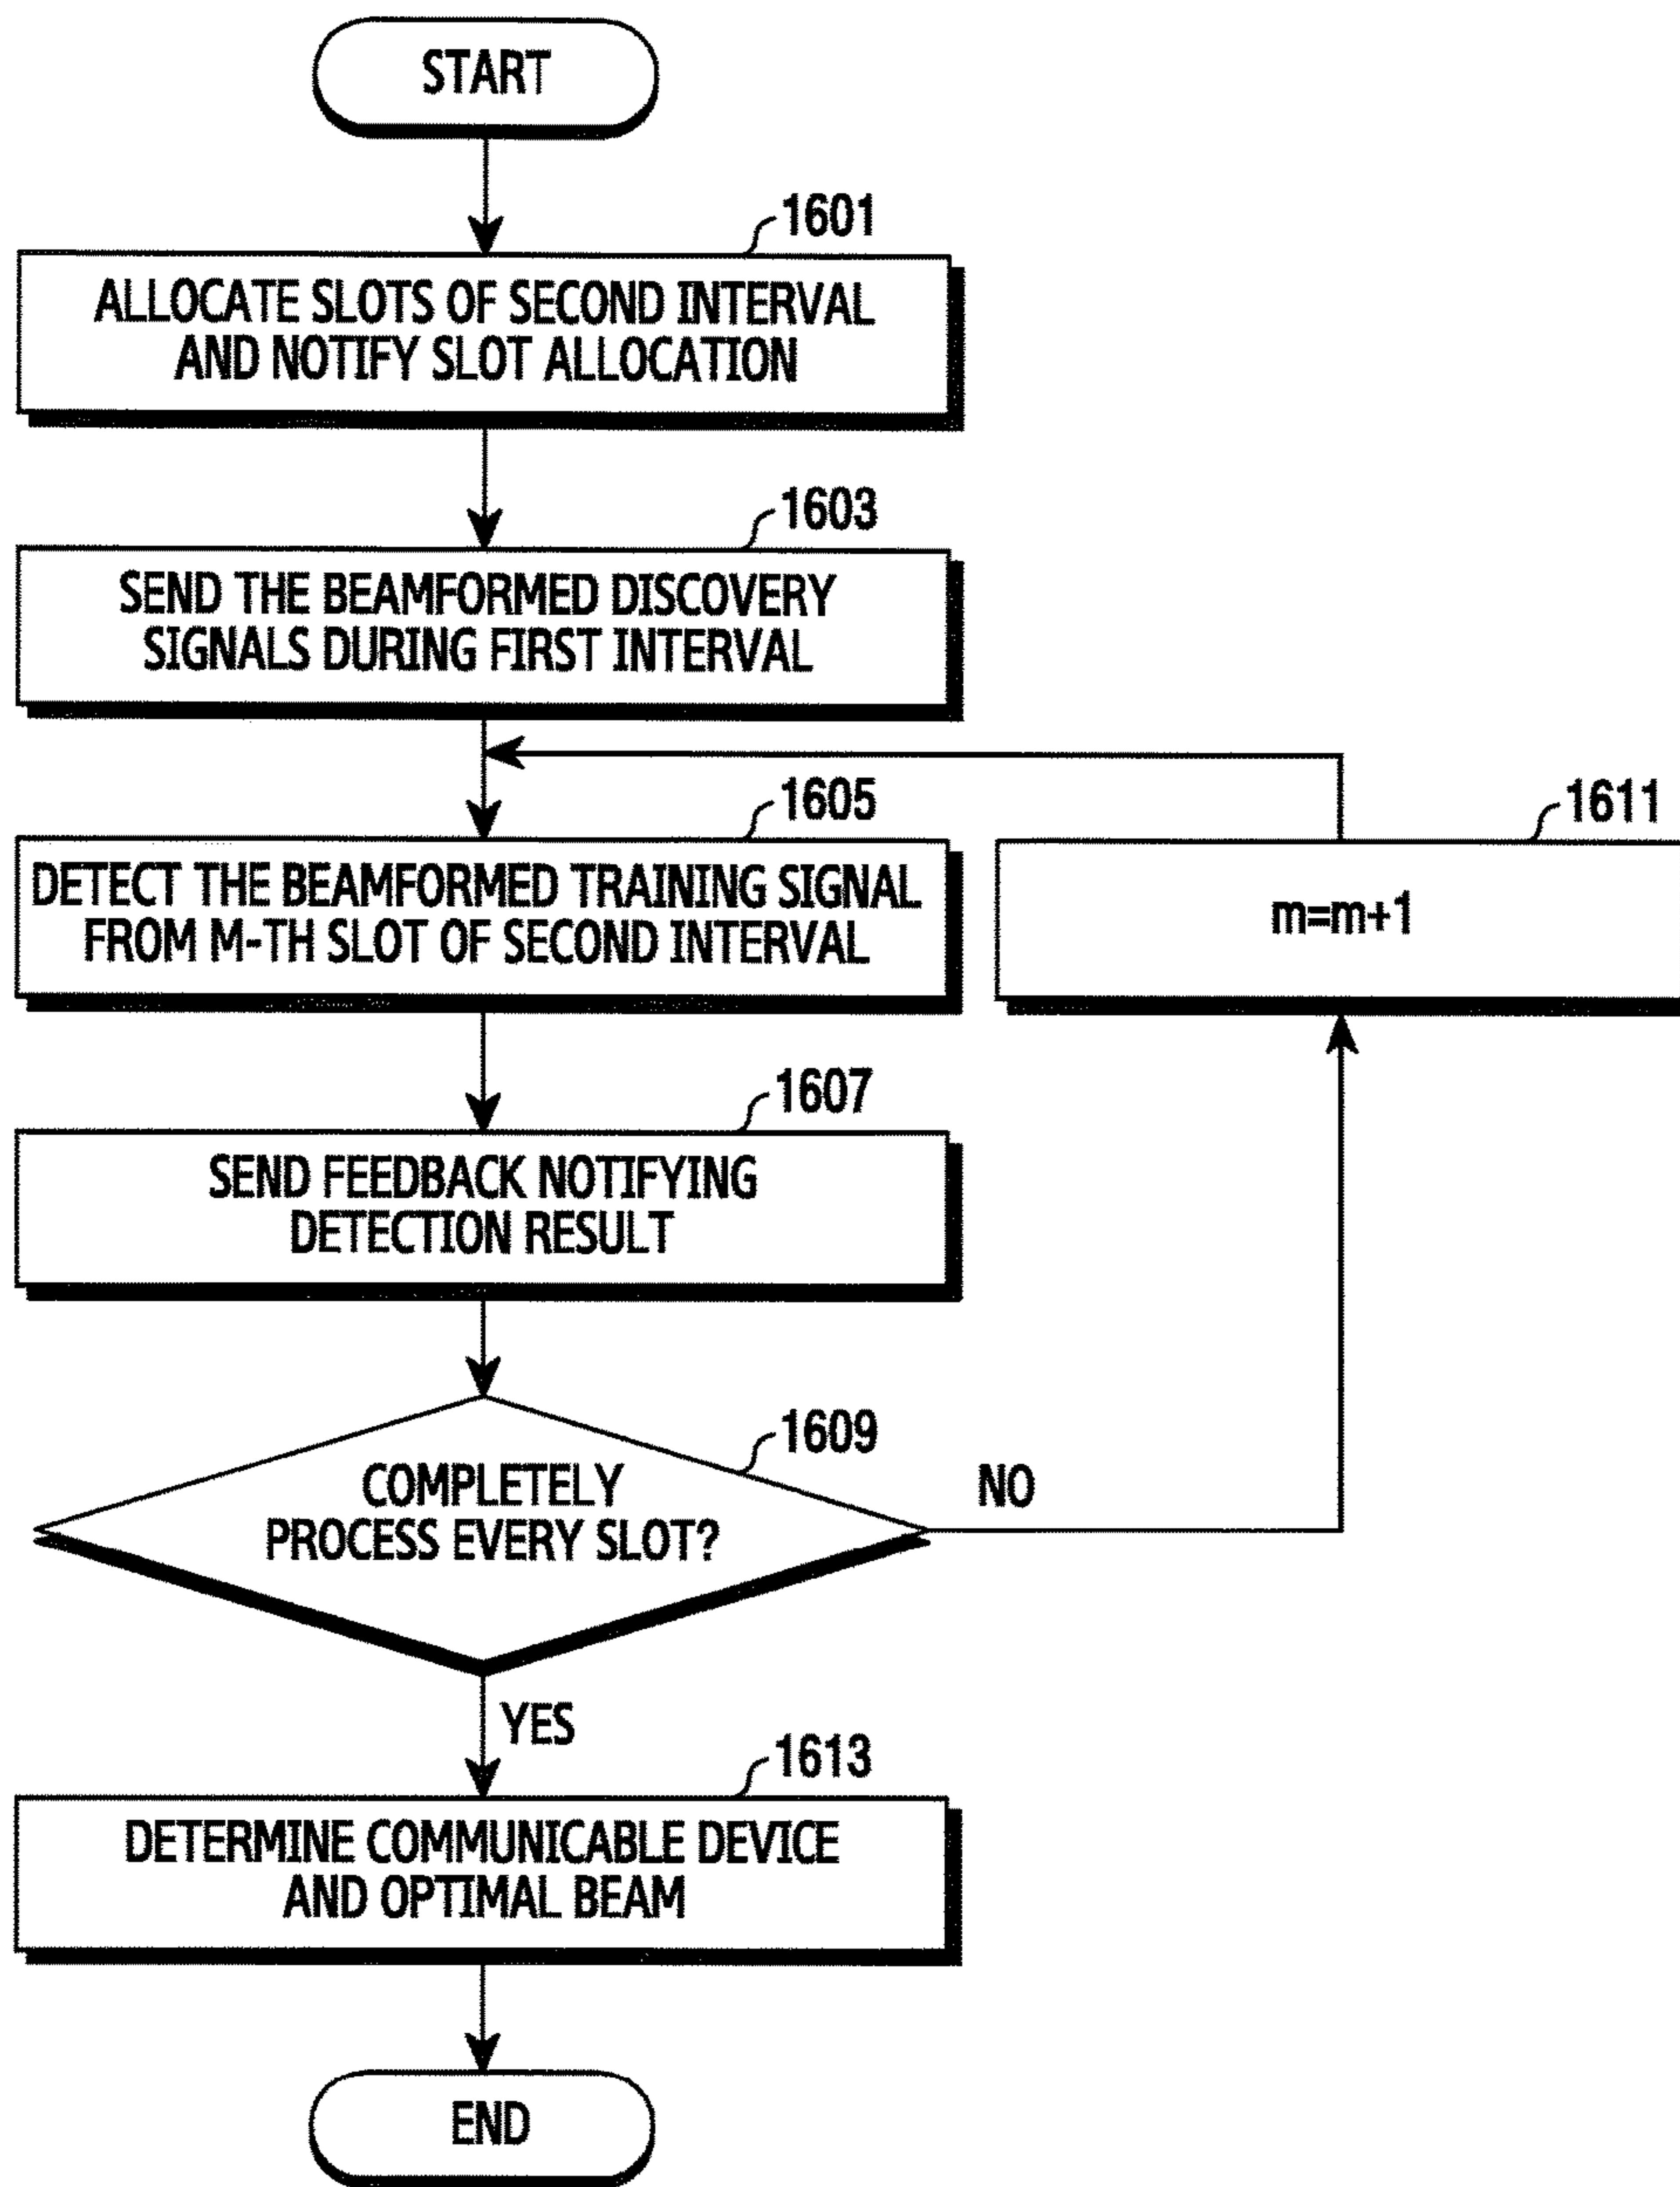 START
1601
ALLOCATE SLOTS OF SECOND INTERVAL
AND NOTIFY SLOT ALLOCATION
1603
SEND THE BEAMFORMED DISCOVERY
SIGNALS DURING FIRST INTERVAL
1605
DETECT THE BEAMFORMED TRAINING SIGNAL
FROM M-TH SLOT OF SECOND INTERVAL
1611
m=m+1
1607
SEND FEEDBACK NOTIFYING
DETECTION RESULT
1609
COMPLETELY
PROCESS EVERY SLOT?
NO
YES
1613
DETERMINE COMMUNICABLE DEVICE
AND OPTIMAL BEAM
END